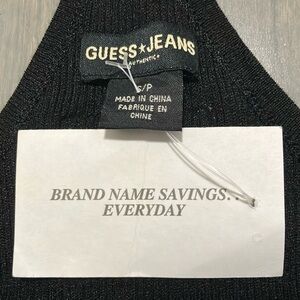 GUESS★JEANS
AUTHENTIC
S/P
MADE IN CHINA
FABRIQUE EN
CHINE
BRAND NAME SAVINGS. .
EVERYDAY